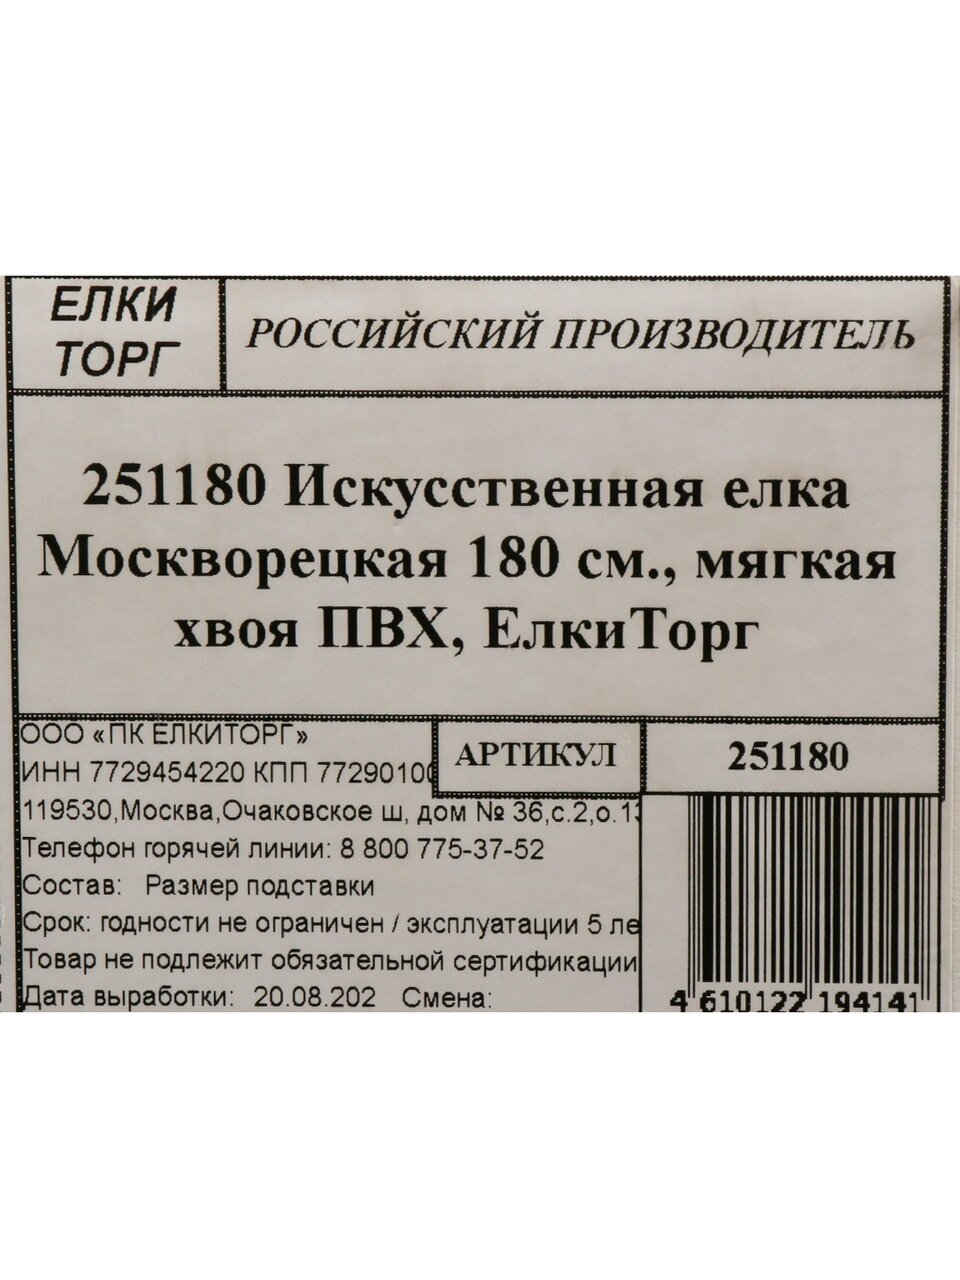 ЕЛКИ
ТОРГ
РОССИЙСКИЙ ПРОИЗВОДИТЕЛЬ
251180 Искусственная елка
Москворецкая 180 см., мягкая
хвоя ПВХ, ЕлкиТорг
ООО «ПК ЕЛКИТОРГ»
ИНН 7729454220 КПП 77290100
АРТИКУЛ
251180
119530,Москва,Очаковское ш, дом № 36,с.2,о.13
Телефон горячей линии: 8 800 775-37-52
Состав: Размер подставки
Срок: годности не ограничен / эксплуатации 5 ле
Товар не подлежит обязательной сертификации
Дата выработки: 20.08.202 Смена:
4 610122 194141